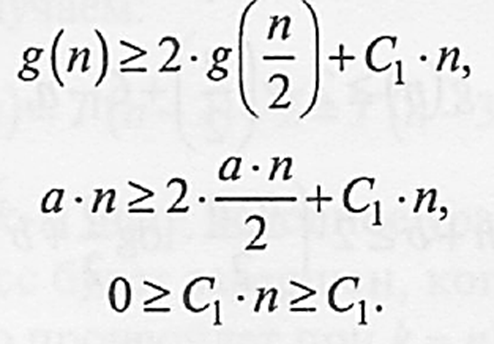 g(n) ≥ 2 · g(n/2) + C₁ · n,
a · n ≥ 2 · (a · n)/2 + C₁ · n,
0 ≥ C₁ · n ≥ C₁.